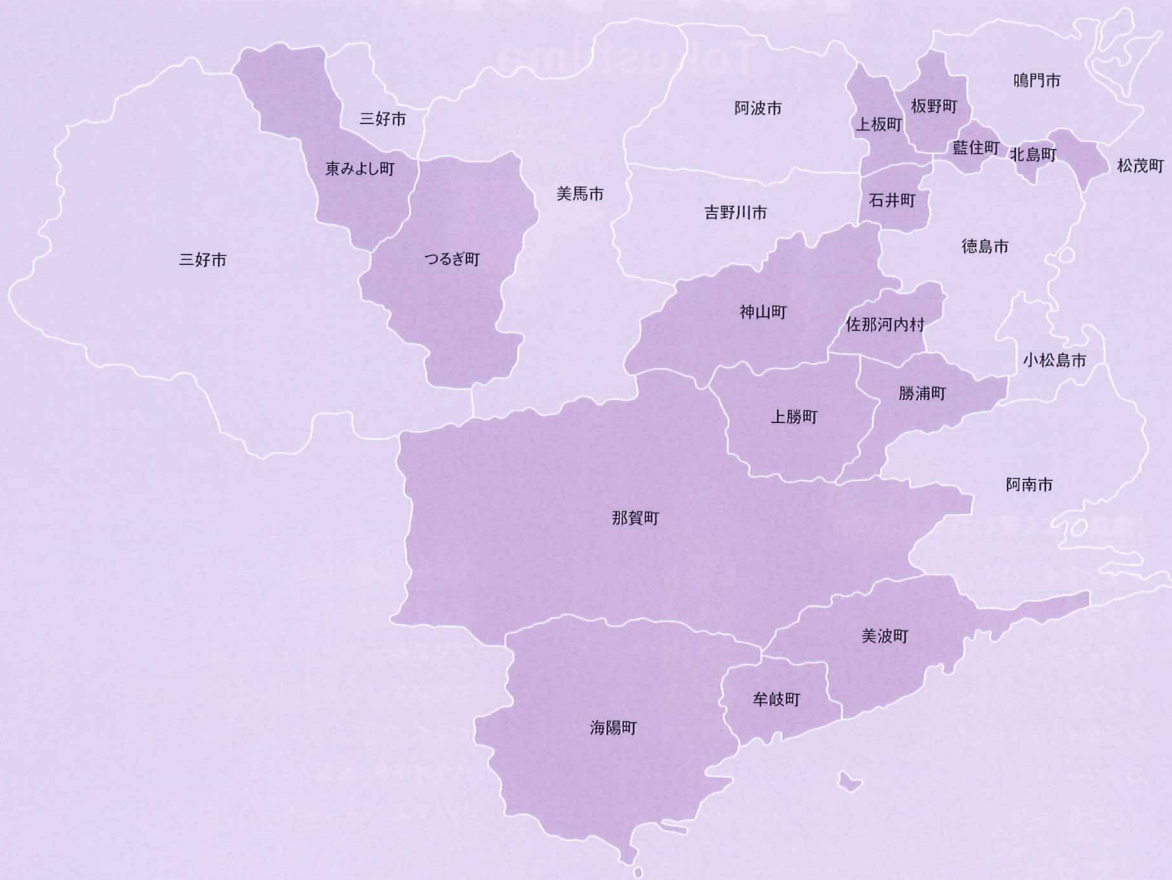 鳴門市
阿波市
板野町
三好市
上板町
藍住町
北島町
松茂町
東みよし町
美馬市
石井町
吉野川市
徳島市
三好市
つるぎ町
神山町
佐那河内村
小松島市
勝浦町
上勝町
阿南市
那賀町
美波町
牟岐町
海陽町